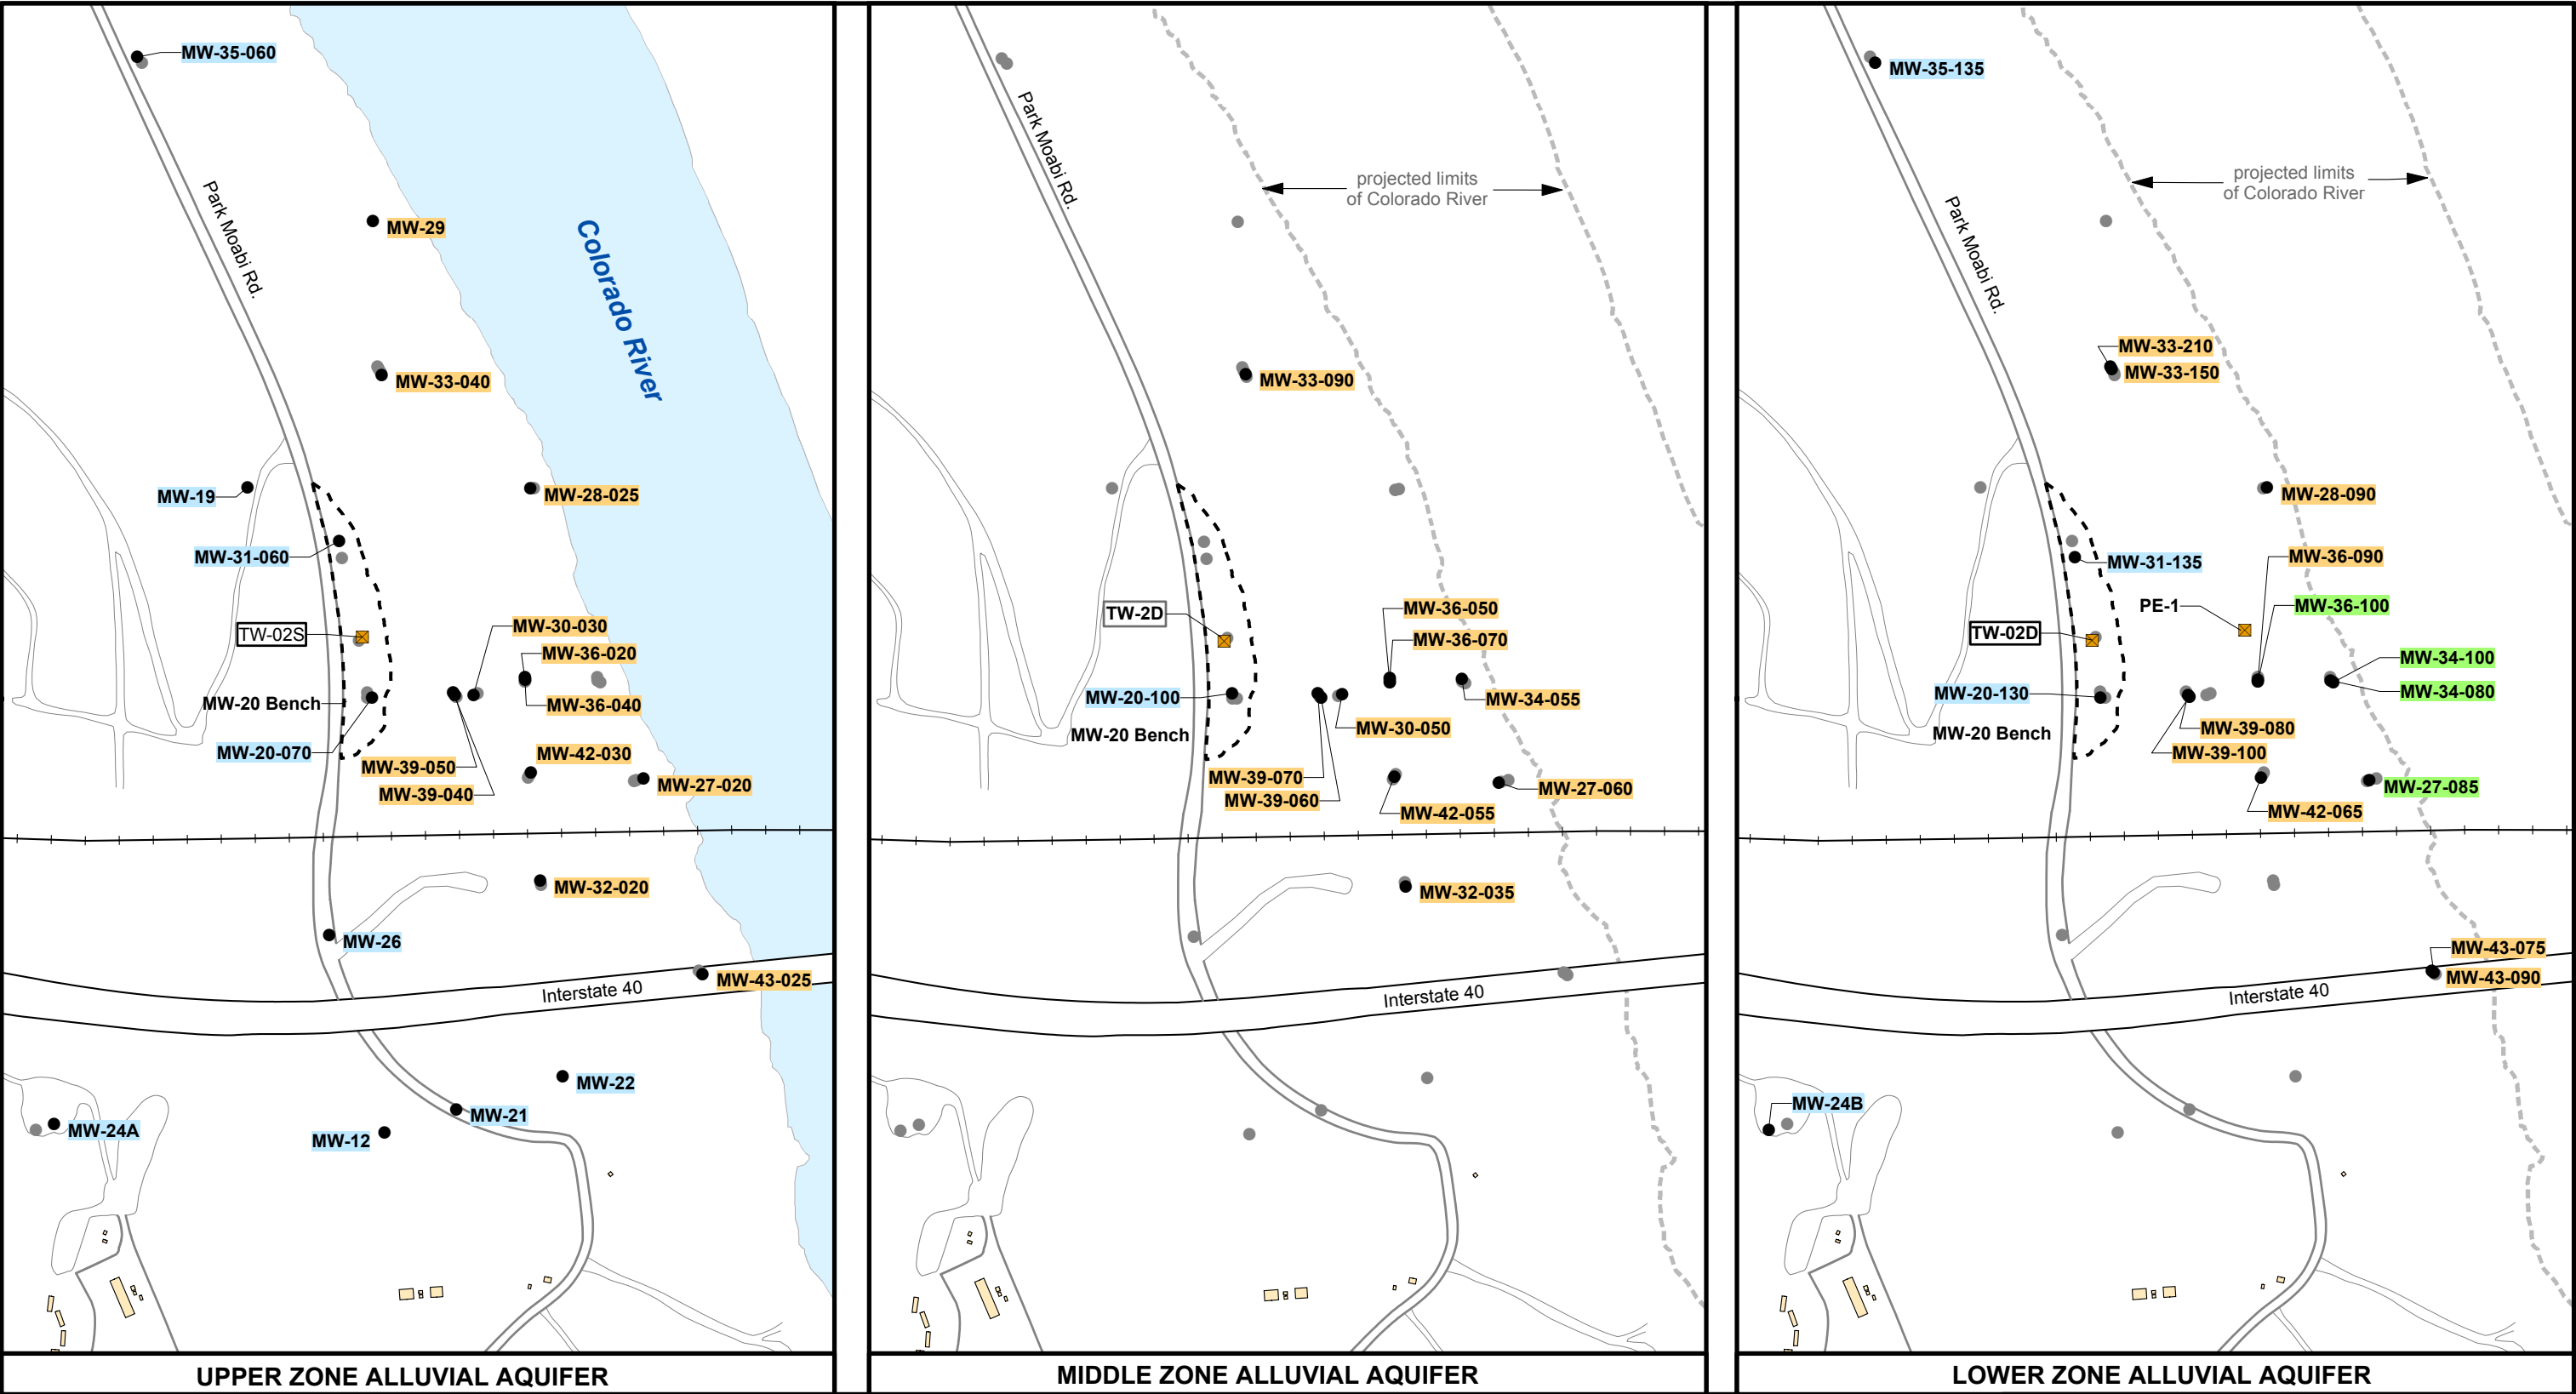 MW-35-060
Park Moabi Rd.
MW-29
Colorado River
MW-33-040
MW-19
MW-28-025
MW-31-060
TW-02S
MW-30-030
MW-36-020
MW-20 Bench
MW-36-040
MW-20-070
MW-42-030
MW-39-050
MW-27-020
MW-39-040
MW-32-020
MW-26
MW-43-025
Interstate 40
MW-22
MW-21
MW-24A
MW-12
UPPER ZONE ALLUVIAL AQUIFER
Park Moabi Rd.
projected limits
of Colorado River
MW-33-090
TW-2D
MW-36-050
MW-36-070
MW-20-100
MW-34-055
MW-30-050
MW-20 Bench
MW-39-070
MW-27-060
MW-39-060
MW-42-055
MW-32-035
Interstate 40
MIDDLE ZONE ALLUVIAL AQUIFER
MW-35-135
projected limits
of Colorado River
Park Moabi Rd.
MW-33-210
MW-33-150
MW-28-090
MW-36-090
MW-31-135
PE-1
MW-36-100
TW-02D
MW-34-100
MW-34-080
MW-20-130
MW-39-080
MW-20 Bench
MW-39-100
MW-27-085
MW-42-065
MW-43-075
MW-43-090
Interstate 40
MW-24B
LOWER ZONE ALLUVIAL AQUIFER